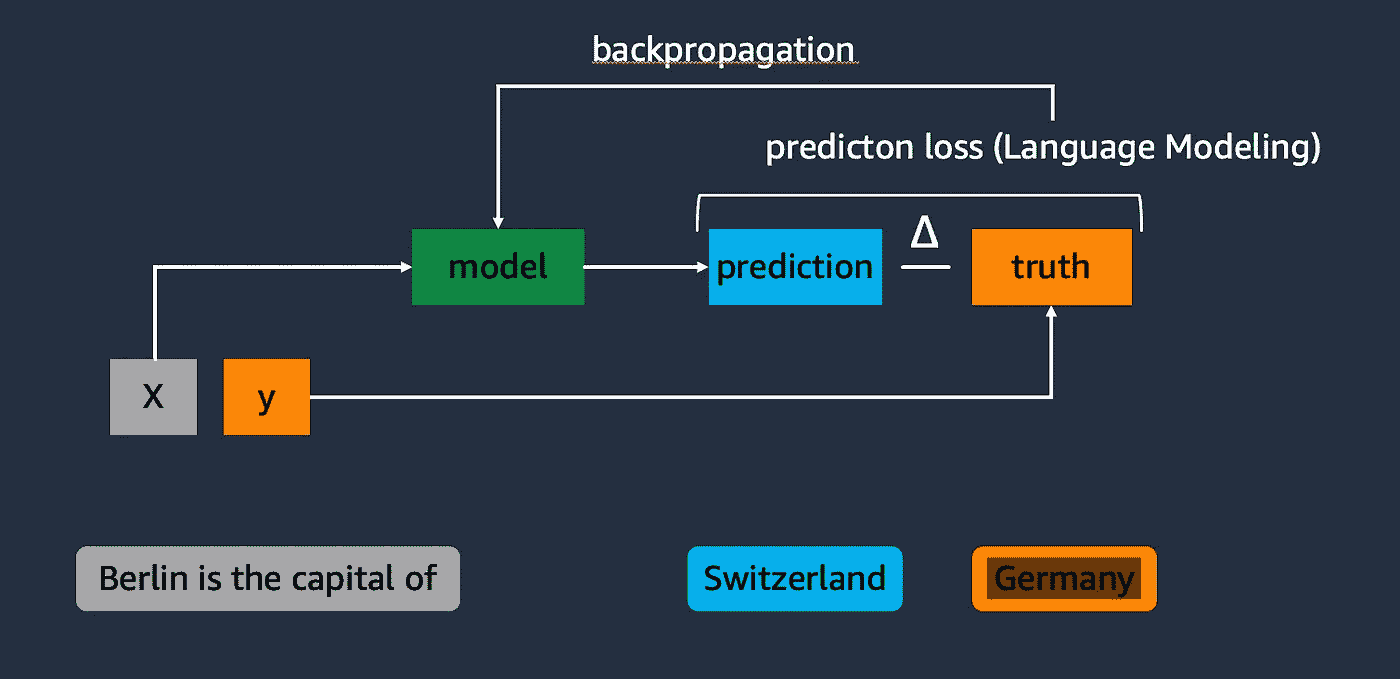 backpropagation
predicton loss (Language Modeling)
Δ
model
prediction
truth
X
y
Berlin is the capital of
Switzerland
Germany